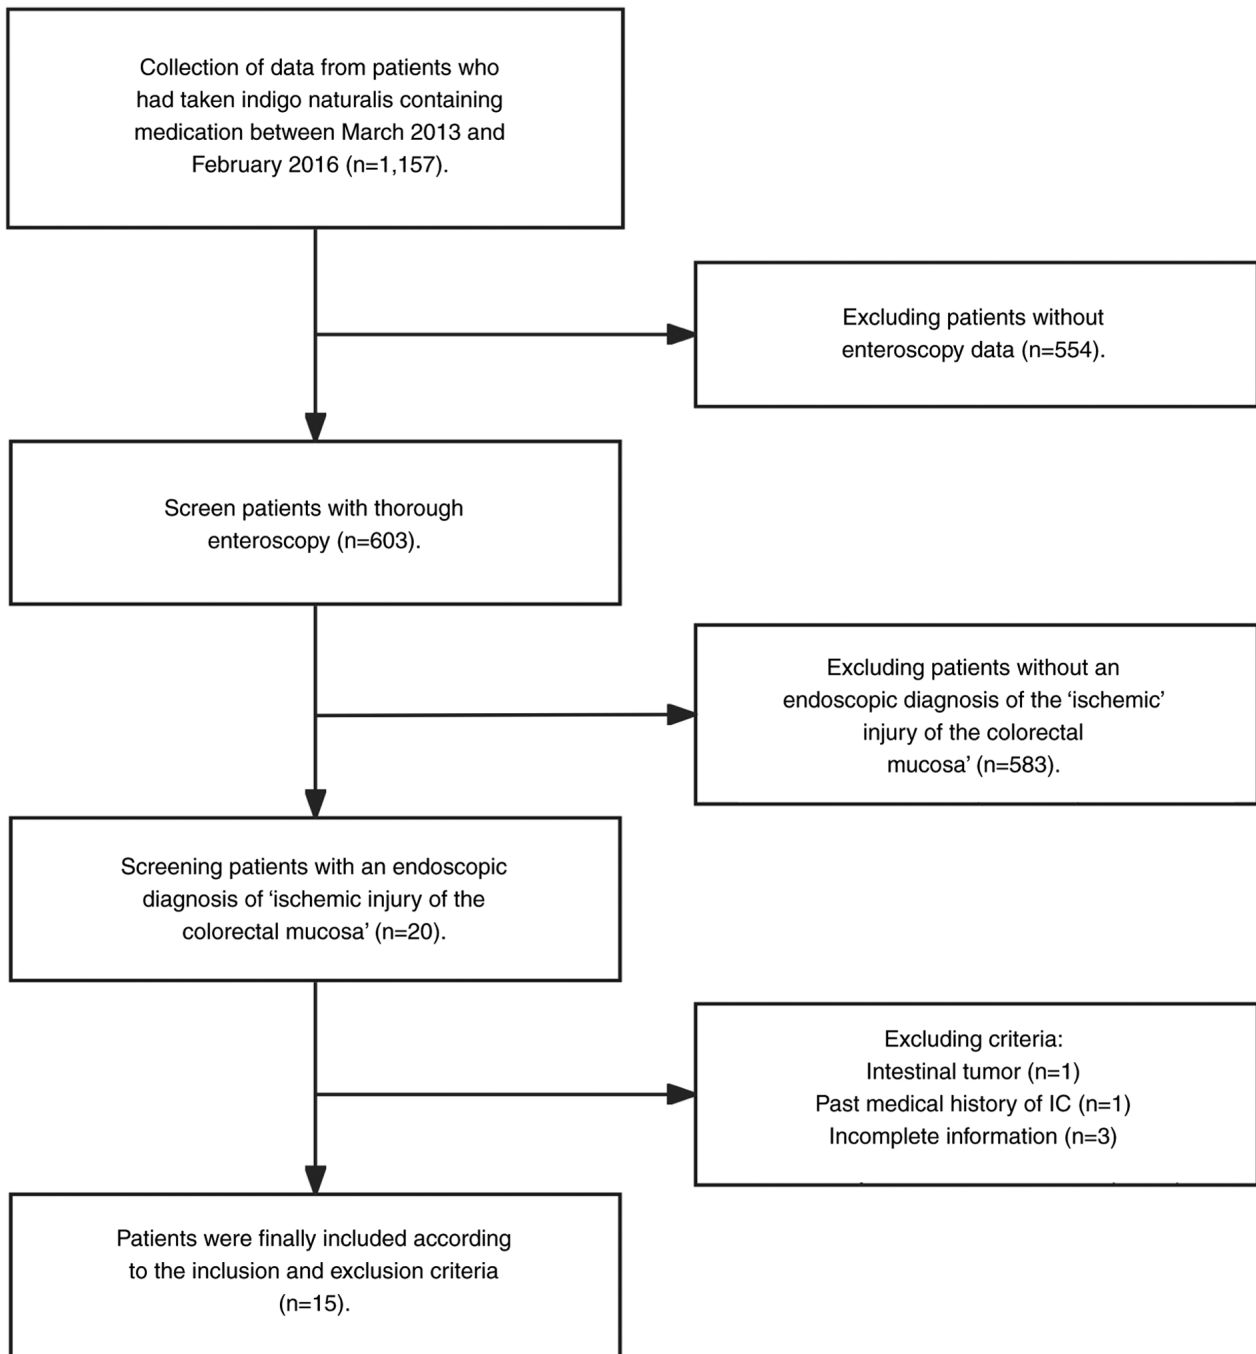 Collection of data from patients who
had taken indigo naturalis containing
medication between March 2013 and
February 2016 (n=1,157).
Excluding patients without
enteroscopy data (n=554).
Screen patients with thorough
enteroscopy (n=603).
Excluding patients without an
endoscopic diagnosis of the ‘ischemic’
injury of the colorectal
mucosa’ (n=583).
Screening patients with an endoscopic
diagnosis of ‘ischemic injury of the
colorectal mucosa’ (n=20).
Excluding criteria:
Intestinal tumor (n=1)
Past medical history of IC (n=1)
Incomplete information (n=3)
Patients were finally included according
to the inclusion and exclusion criteria
(n=15).